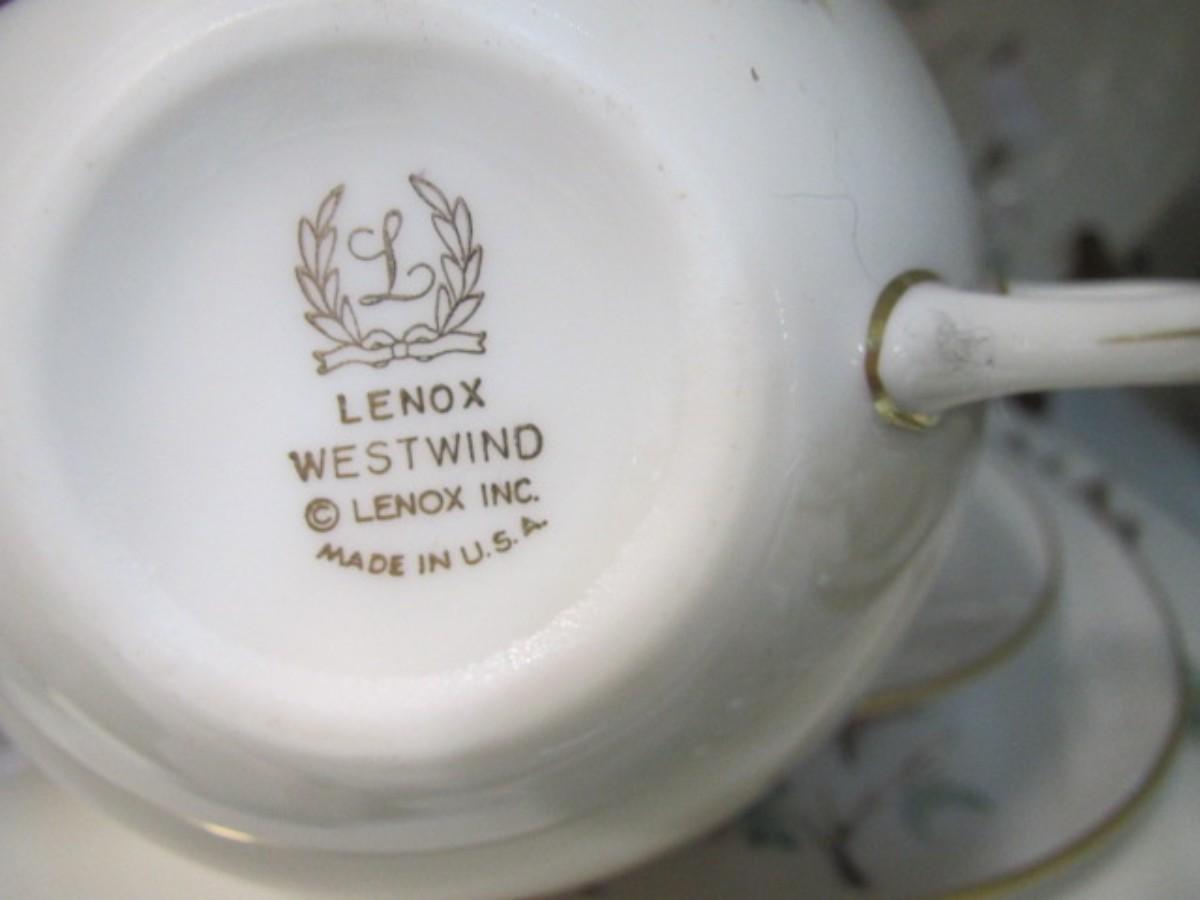 L
LENOX
WESTWIND
© LENOX INC.
MADE IN U.S.A.